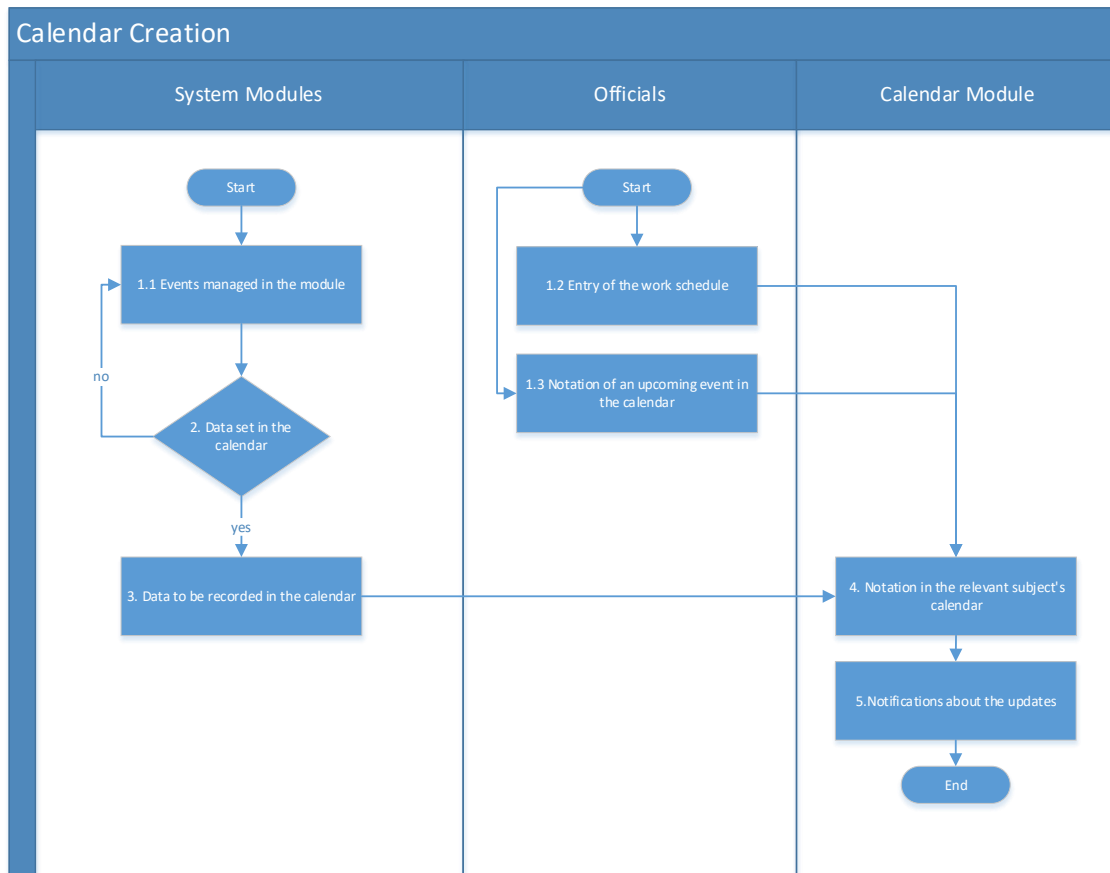 Calendar Creation
System Modules
Officials
Calendar Module
Start
Start
1.1 Events managed in the module
1.2 Entry of the work schedule
1.3 Notation of an upcoming event in
the calendar
no
2. Data set in the
calendar
yes
3. Data to be recorded in the calendar
4. Notation in the relevant subject's
calendar
5.Notifications about the updates
End